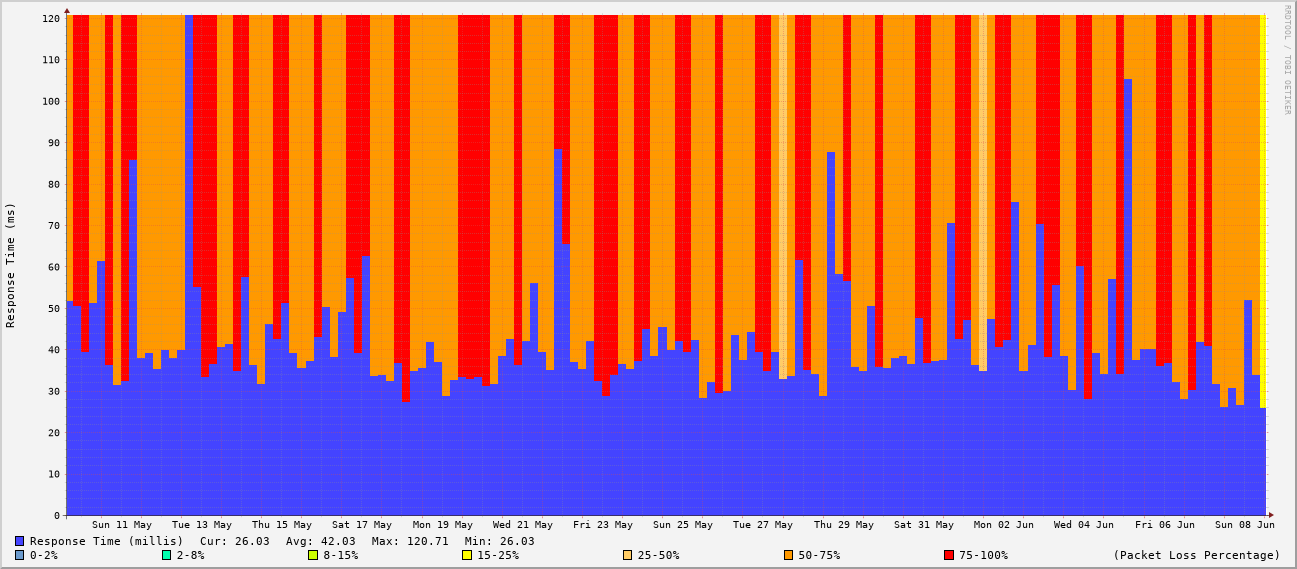 RRDTOOL / TOBI OETIKER
Response Time (ms)
120
110
100
90
80
70
60
50
40
30
20
10
0
Sun 11 May Tue 13 May Thu 15 May Sat 17 May Mon 19 May Wed 21 May Fri 23 May Sun 25 May Tue 27 May Thu 29 May Sat 31 May Mon 02 Jun Wed 04 Jun Fri 06 Jun Sun 08 Jun
Response Time (millis) Cur: 26.03 Avg: 42.03 Max: 120.71 Min: 26.03
0-2% 2-8% 8-15% 15-25% 25-50% 50-75% 75-100% (Packet Loss Percentage)